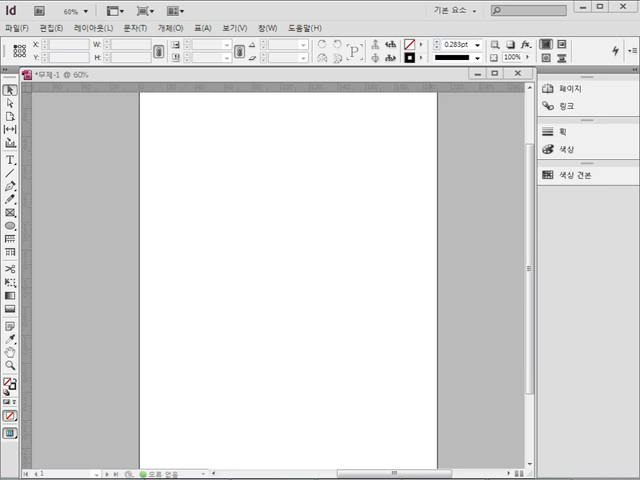 Id Br 60% 기본 요소
파일(F) 편집(E) 레이아웃(L) 문자(T) 개체(O) 표(A) 보기(V) 창(W) 도움말(H)
X: W: 0.283pt
Y: H: P 100%
*무제-1 @ 60%
페이지
링크
획
색상
색상 견본
1 오류 없음